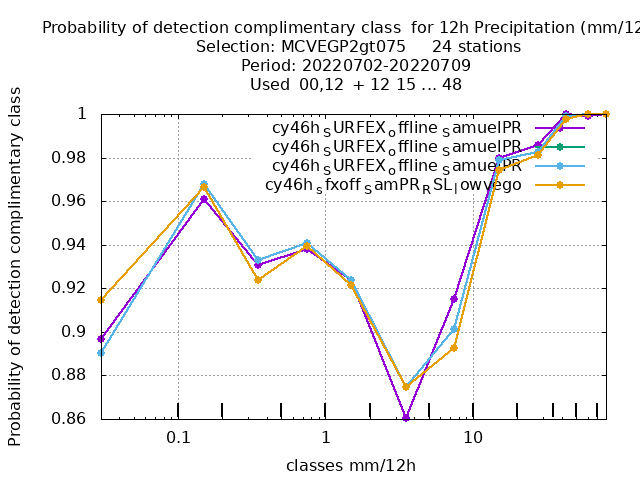 Probability of detection complimentary class  for 12h Precipitation (mm/12
Selection: MCVEGP2gt075     24 stations
Period: 20220702-20220709
Used  00,12  + 12 15 ... 48
Probability of detection complimentary class
1
0.98
0.96
0.94
0.92
0.9
0.88
0.86
cy46h_SURFEX_offline_SamuelPR
cy46h_SURFEX_offline_SamuelPR
cy46h_SURFEX_offline_SamuelPR
cy46h_sfxoff_SamPR_RSL_lowvego
0.1
1
10
classes mm/12h